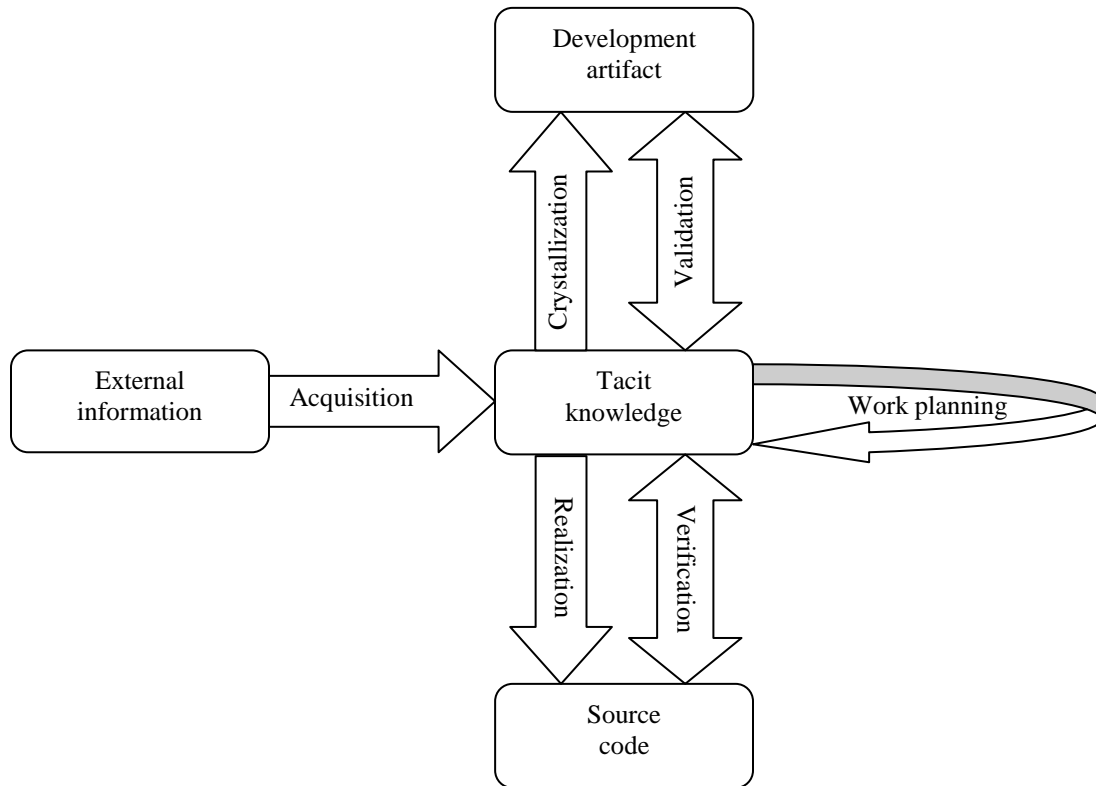 Development
artifact
Crystallization
Validation
External
information
Acquisition
Tacit
knowledge
Work planning
Realization
Verification
Source
code